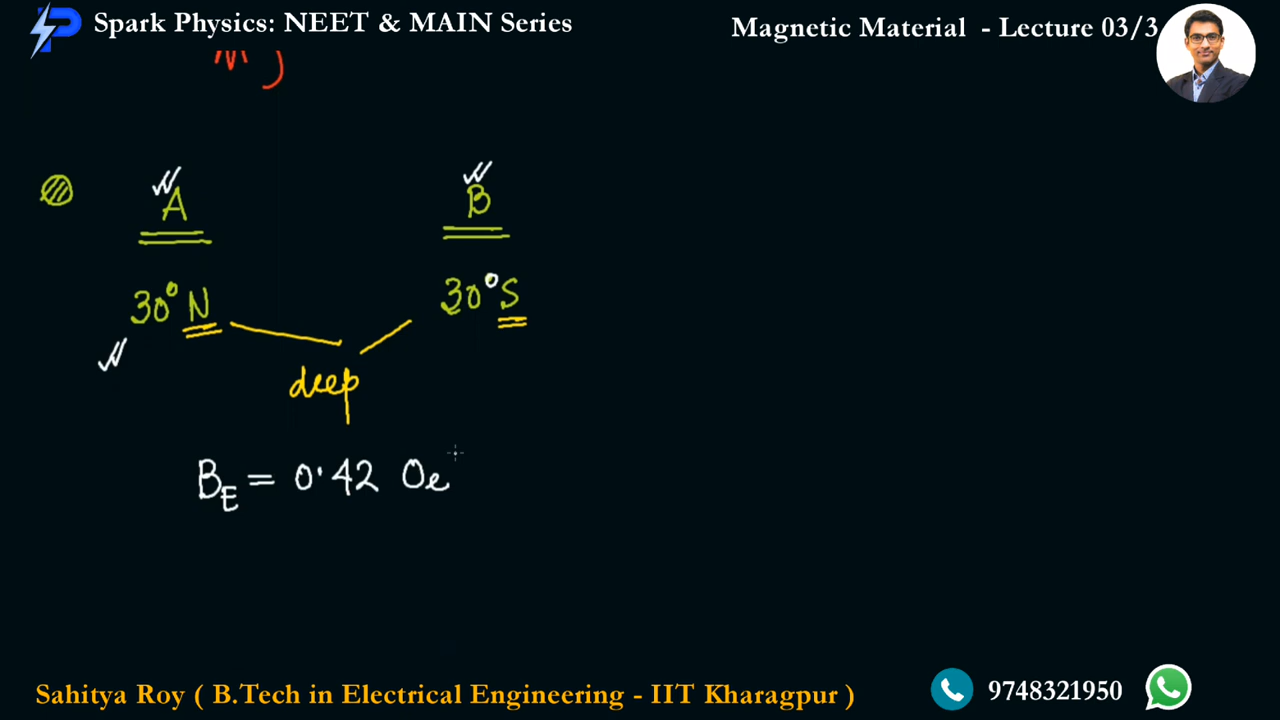 Spark Physics: NEET & MAIN Series
Magnetic Material - Lecture 03/3
A B
30° N 30° S
deep
B_E = 0.42 Oe
Sahitya Roy ( B.Tech in Electrical Engineering - IIT Kharagpur )
9748321950